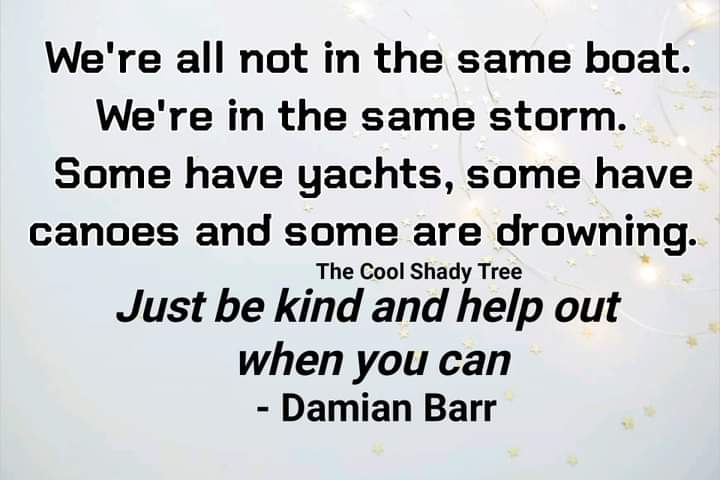 We're all not in the same boat.
We're in the same storm.
Some have yachts, some have
canoes and some are drowning.
The Cool Shady Tree
Just be kind and help out
when you can
- Damian Barr